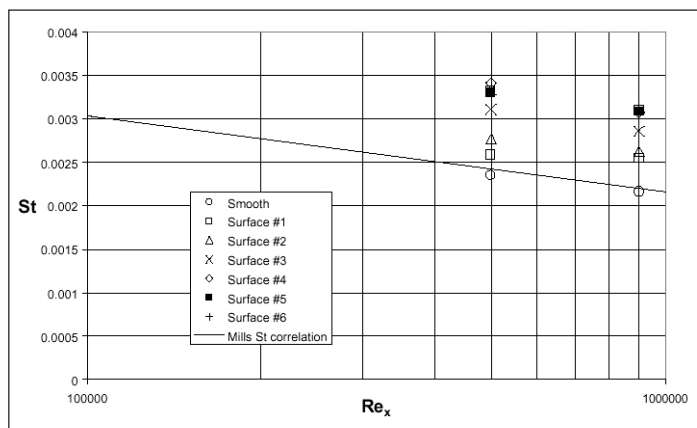 0.004
0.0035
0.003
0.0025
St
0.002
0.0015
0.001
0.0005
0
Smooth
Surface #1
Surface #2
Surface #3
Surface #4
Surface #5
Surface #6
Mills St correlation
100000
1000000
Rex